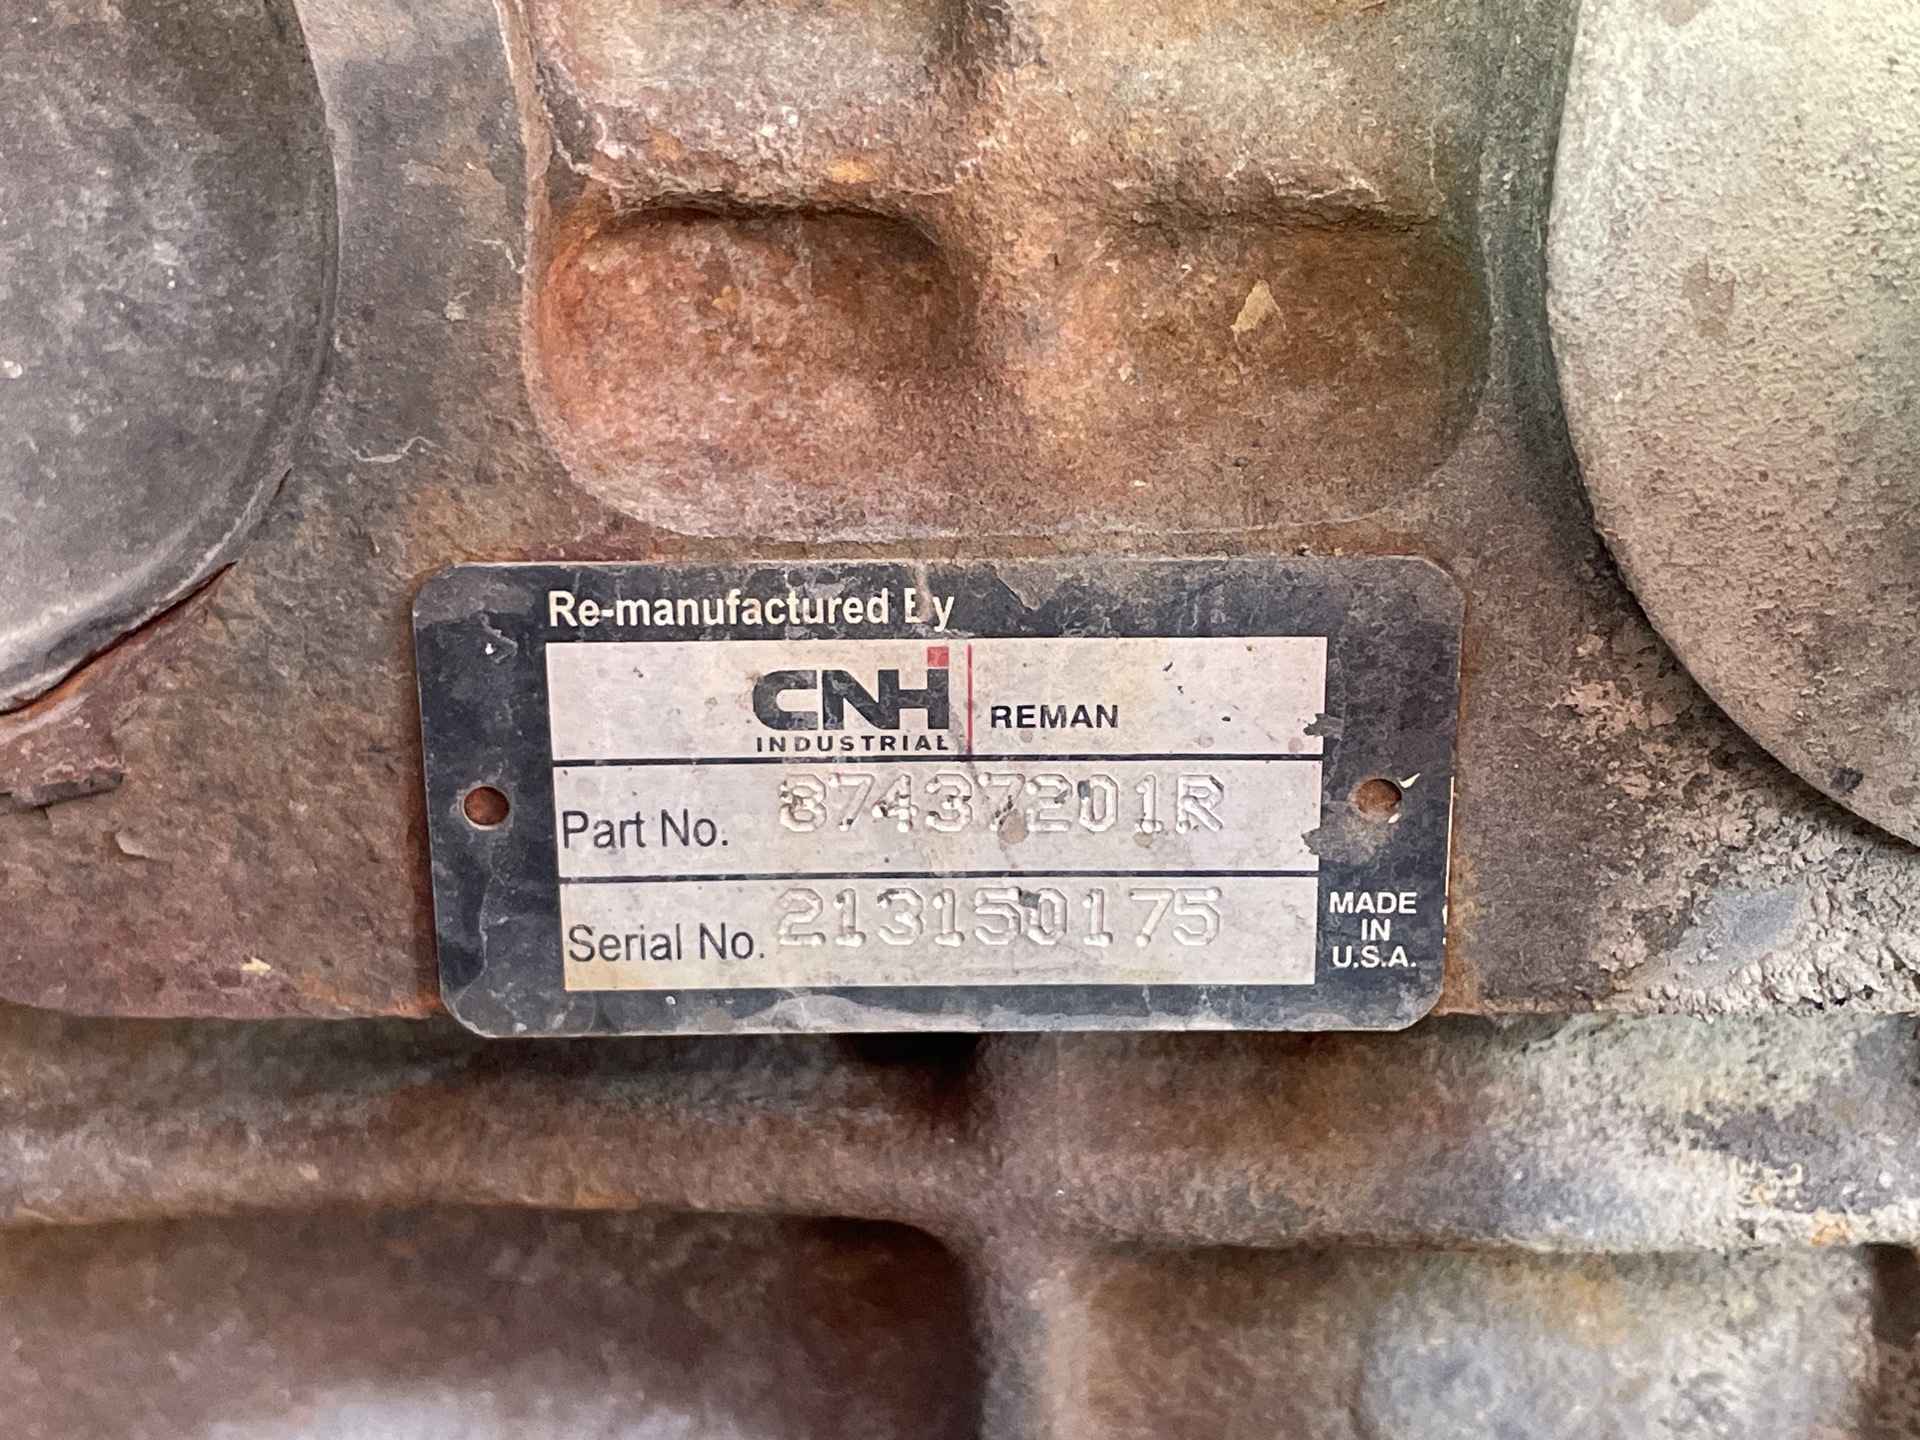 Re-manufactured By
CNH
INDUSTRIAL
REMAN
Part No. 87437201R
Serial No. 213150175
MADE
IN
U.S.A.